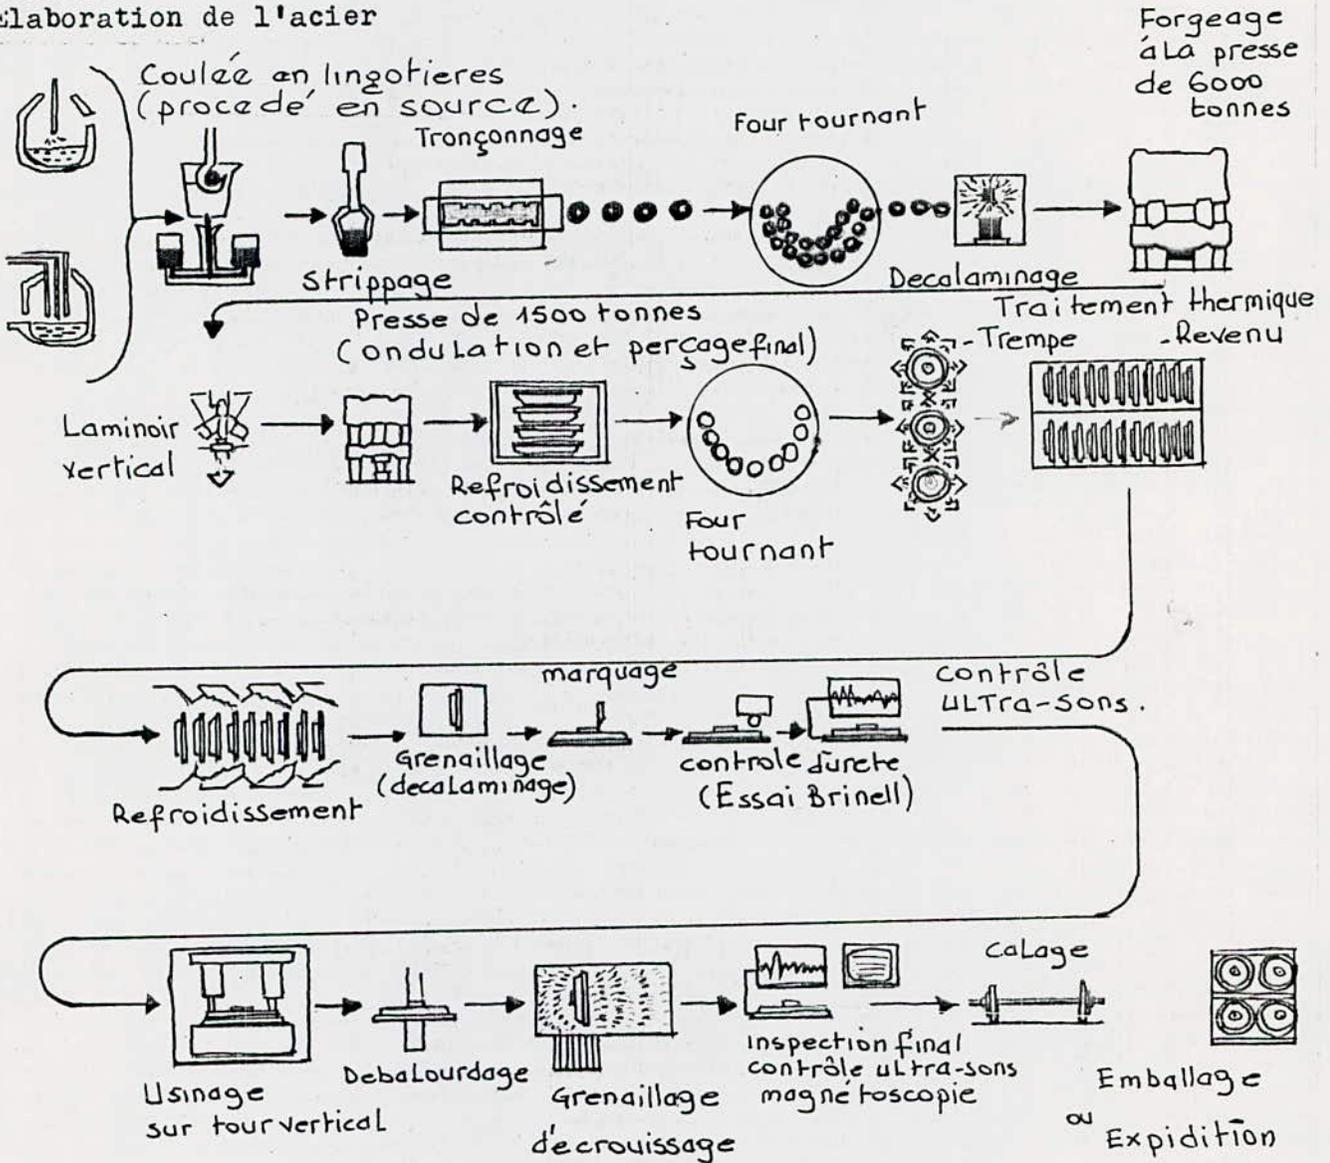 Elaboration de l'acier
Coulée en lingotieres
(procedé en source).
Tronçonnage
Four tournant
Forgeage
à La presse
de 6000
tonnes
Strippage
Decalaminage
Presse de 1500 tonnes
(ondulation et perçage final)
Traitement thermique
-Trempe -Revenu
Laminoir
vertical
Refroidissement
contrôlé
Four
tournant
marquage
contrôle
ULTra-sons.
Grenaillage
(decalaminage)
controle durete
(Essai Brinell)
Refroidissement
calage
Usinage
sur tour vertical
Debalourdage
Grenaillage
d'ecrouissage
inspection final
contrôle ultra-sons
magnétoscopie
Emballage
ou
Expidition